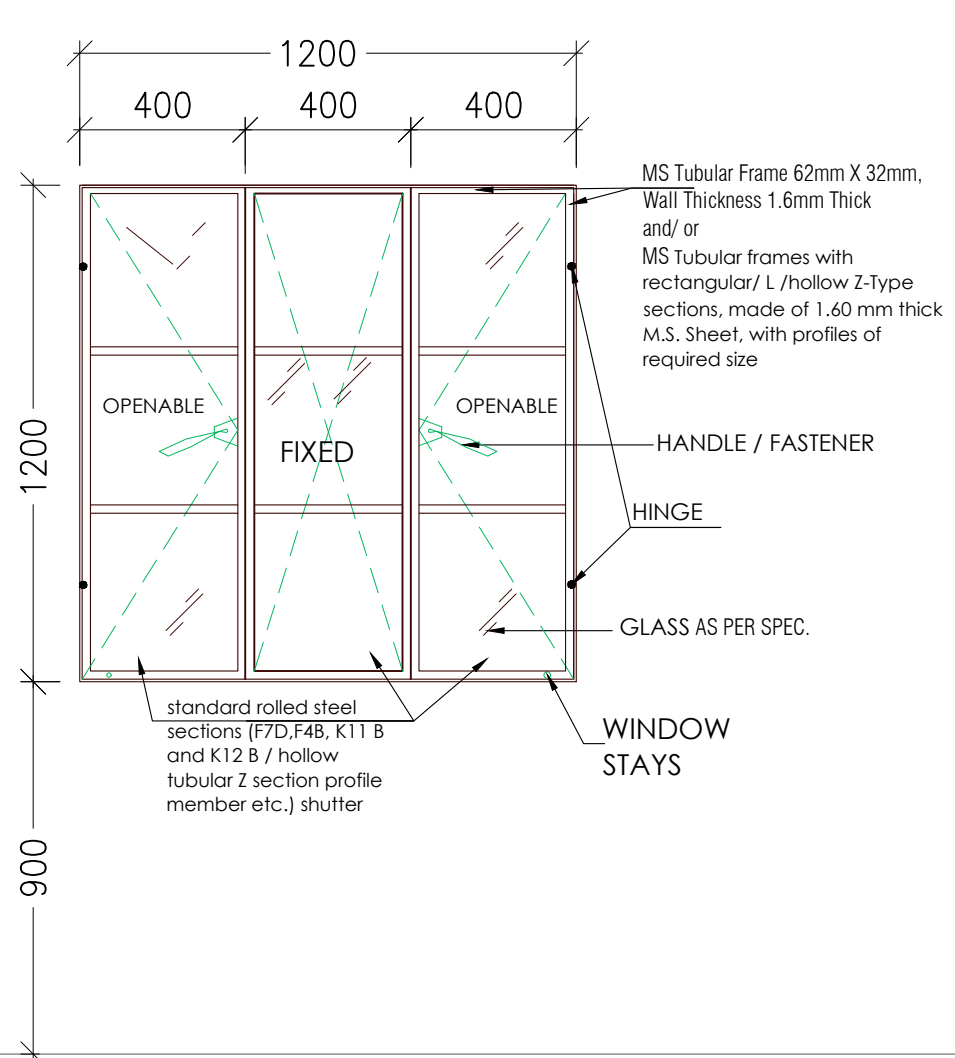 1200
400
400
400
MS Tubular Frame 62mm X 32mm,
Wall Thickness 1.6mm Thick
and/ or
MS Tubular frames with
rectangular/ L /hollow Z-Type
sections, made of 1.60 mm thick
M.S. Sheet, with profiles of
required size
OPENABLE
OPENABLE
FIXED
HANDLE / FASTENER
1200
HINGE
GLASS AS PER SPEC.
standard rolled steel
sections (F7D,F4B, K11 B
and K12 B / hollow
tubular Z section profile
member etc.) shutter
WINDOW
STAYS
900